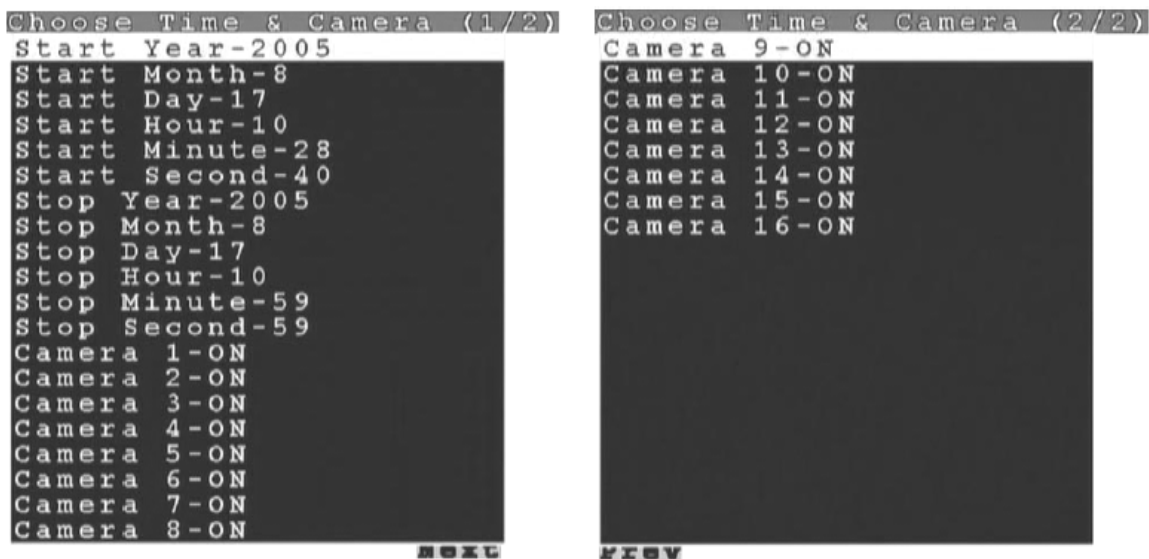 Choose Time & Camera (1/2)
Start Year-2005
Start Month-8
Start Day-17
Start Hour-10
Start Minute-28
Start Second-40
Stop Year-2005
Stop Month-8
Stop Day-17
Stop Hour-10
Stop Minute-59
Stop Second-59
Camera 1-ON
Camera 2-ON
Camera 3-ON
Camera 4-ON
Camera 5-ON
Camera 6-ON
Camera 7-ON
Camera 8-ON
next
Choose Time & Camera (2/2)
Camera 9-ON
Camera 10-ON
Camera 11-ON
Camera 12-ON
Camera 13-ON
Camera 14-ON
Camera 15-ON
Camera 16-ON
Prev